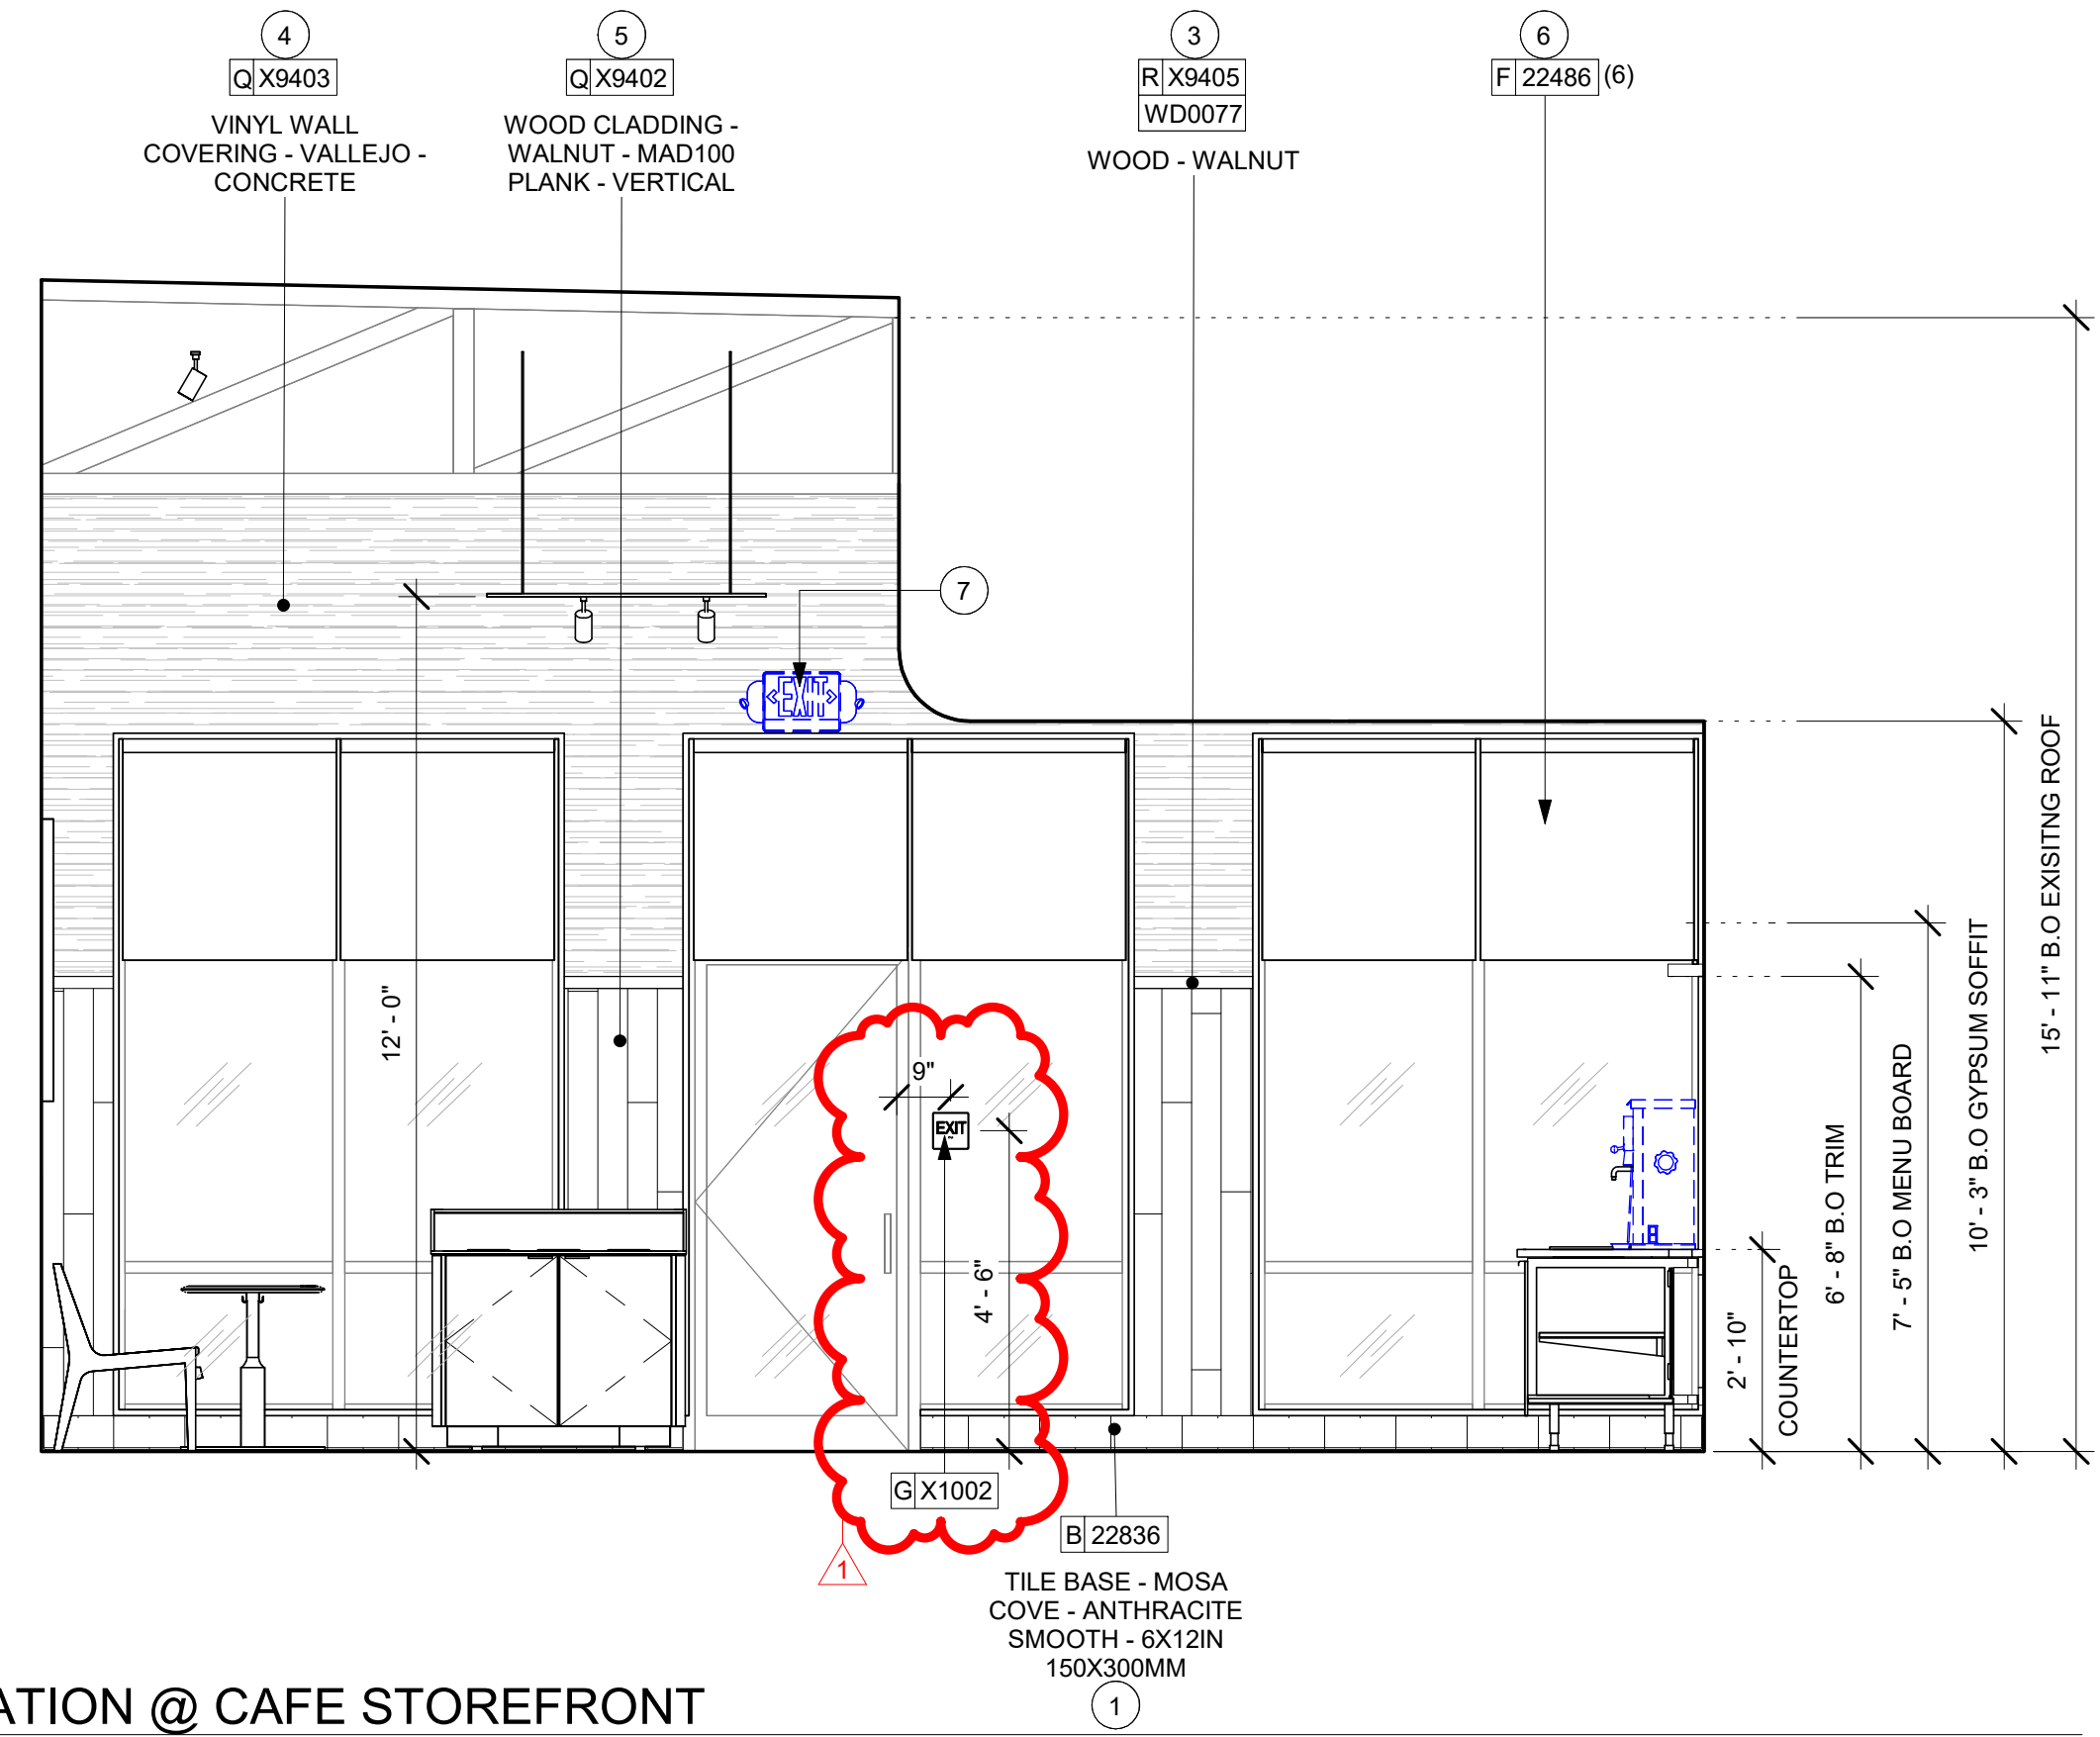 4
Q X9403
VINYL WALL
COVERING - VALLEJO -
CONCRETE
5
Q X9402
WOOD CLADDING -
WALNUT - MAD100
PLANK - VERTICAL
3
R X9405
WD0077
WOOD - WALNUT
6
F 22486 (6)
7
EXIT
12' - 0"
9"
EXIT
4' - 6"
G X1002
1
B 22836
TILE BASE - MOSA
COVE - ANTHRACITE
SMOOTH - 6X12IN
150X300MM
1
2' - 10"
COUNTERTOP
6' - 8" B.O TRIM
7' - 5" B.O MENU BOARD
10' - 3" B.O GYPSUM SOFFIT
15' - 11" B.O EXISITNG ROOF
ATION @ CAFE STOREFRONT